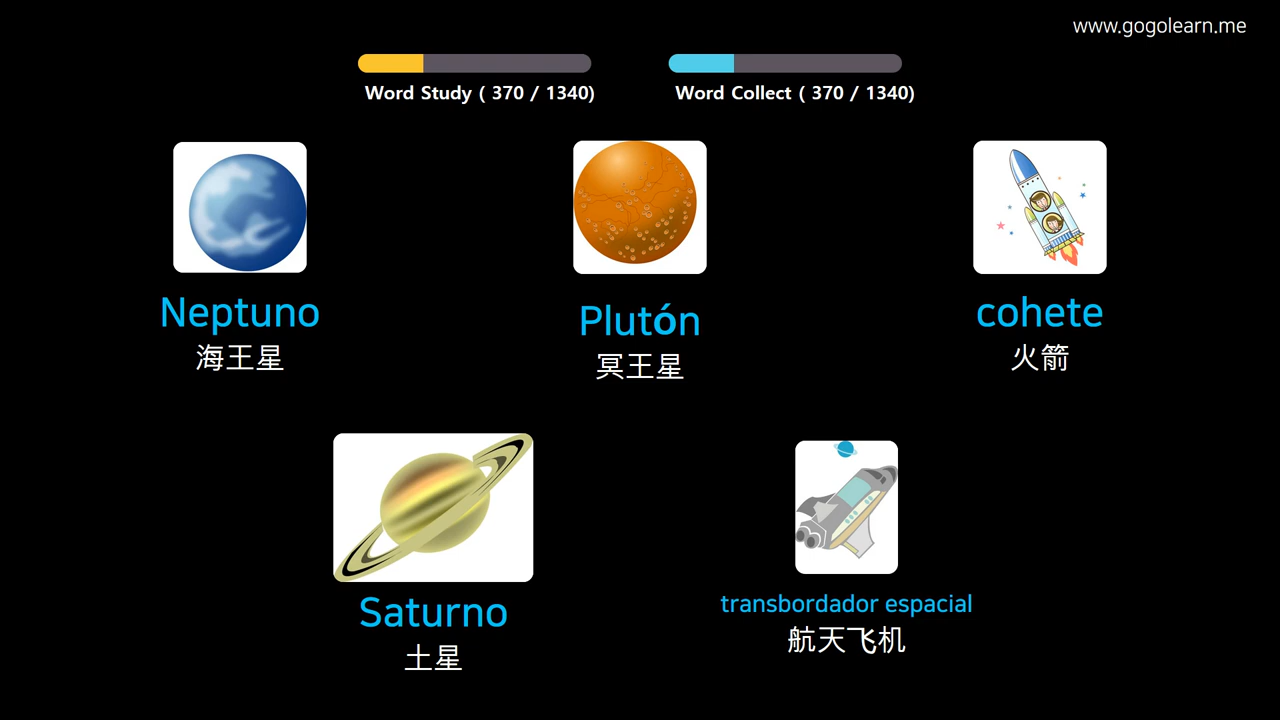 www.gogolearn.me
Word Study ( 370 / 1340)
Word Collect ( 370 / 1340)
Neptuno
海王星
Plutón
冥王星
cohete
火箭
Saturno
土星
transbordador espacial
航天飞机